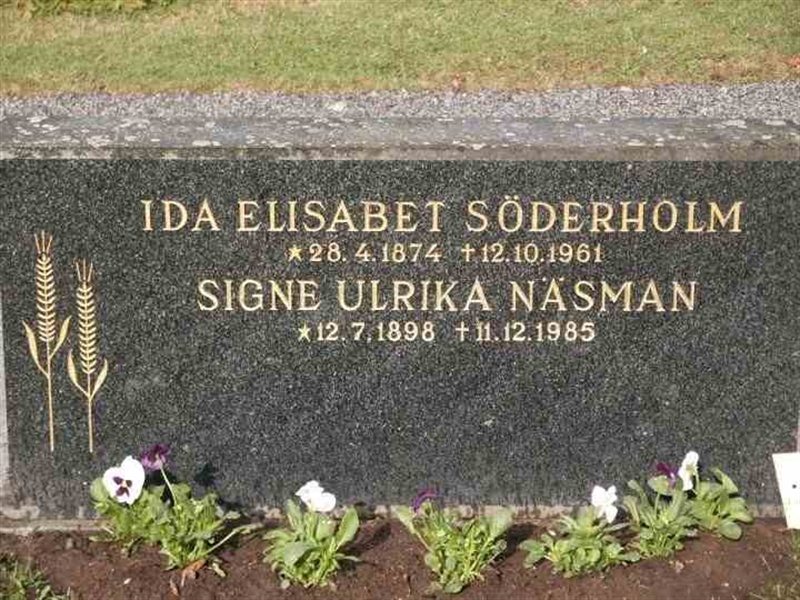 IDA ELISABET SÖDERHOLM
★28.4.1874 †12.10.1961
SIGNE ULRIKA NÄSMAN
★12.7.1898 †11.12.1985